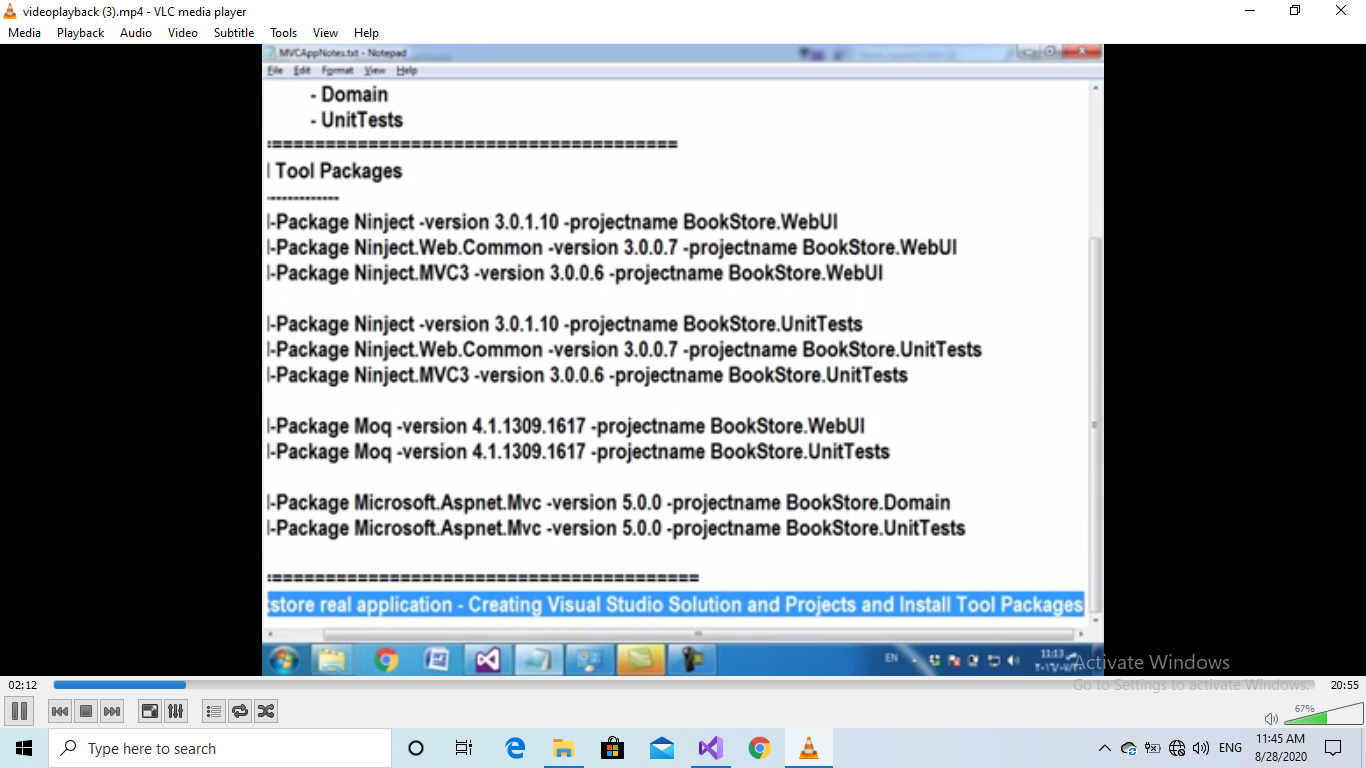 videoplayback (3).mp4 - VLC media player
Media Playback Audio Video Subtitle Tools View Help
MVCAppNotes.txt - Notepad
File Edit Format View Help
- Domain
- UnitTests
=======================================
l Tool Packages
-------------
l-Package Ninject -version 3.0.1.10 -projectname BookStore.WebUI
l-Package Ninject.Web.Common -version 3.0.0.7 -projectname BookStore.WebUI
l-Package Ninject.MVC3 -version 3.0.0.6 -projectname BookStore.WebUI
l-Package Ninject -version 3.0.1.10 -projectname BookStore.UnitTests
l-Package Ninject.Web.Common -version 3.0.0.7 -projectname BookStore.UnitTests
l-Package Ninject.MVC3 -version 3.0.0.6 -projectname BookStore.UnitTests
l-Package Moq -version 4.1.1309.1617 -projectname BookStore.WebUI
l-Package Moq -version 4.1.1309.1617 -projectname BookStore.UnitTests
l-Package Microsoft.Aspnet.Mvc -version 5.0.0 -projectname BookStore.Domain
l-Package Microsoft.Aspnet.Mvc -version 5.0.0 -projectname BookStore.UnitTests
=========================================
kstore real application - Creating Visual Studio Solution and Projects and Install Tool Packages
EN 11:13
Activate Windows
Go to Settings to activate Windows.
02:12 20:55
67%
Type here to search
ENG
11:45 AM
8/28/2020